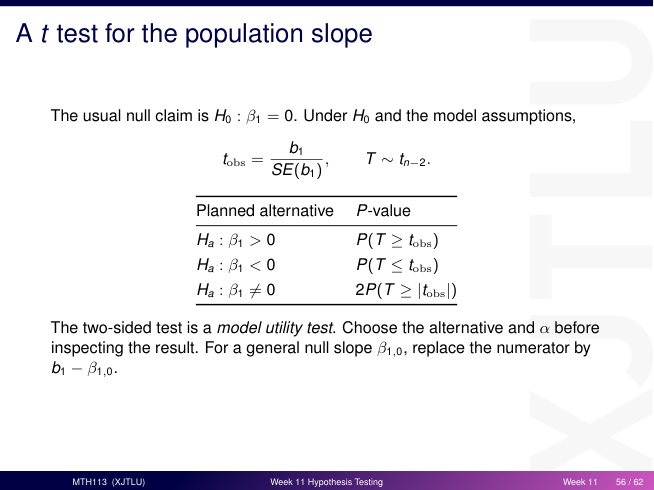 A t test for the population slope
The usual null claim is H₀ : β₁ = 0. Under H₀ and the model assumptions,
t_obs = b₁ / SE(b₁), T ∼ t_{n−2}.
Planned alternative P-value
Hₐ : β₁ > 0 P(T ≥ t_obs)
Hₐ : β₁ < 0 P(T ≤ t_obs)
Hₐ : β₁ ≠ 0 2P(T ≥ |t_obs|)
The two-sided test is a model utility test. Choose the alternative and α before
inspecting the result. For a general null slope β₁,₀, replace the numerator by
b₁ − β₁,₀.
XJTLU
MTH113 (XJTLU) Week 11 Hypothesis Testing Week 11 56 / 62